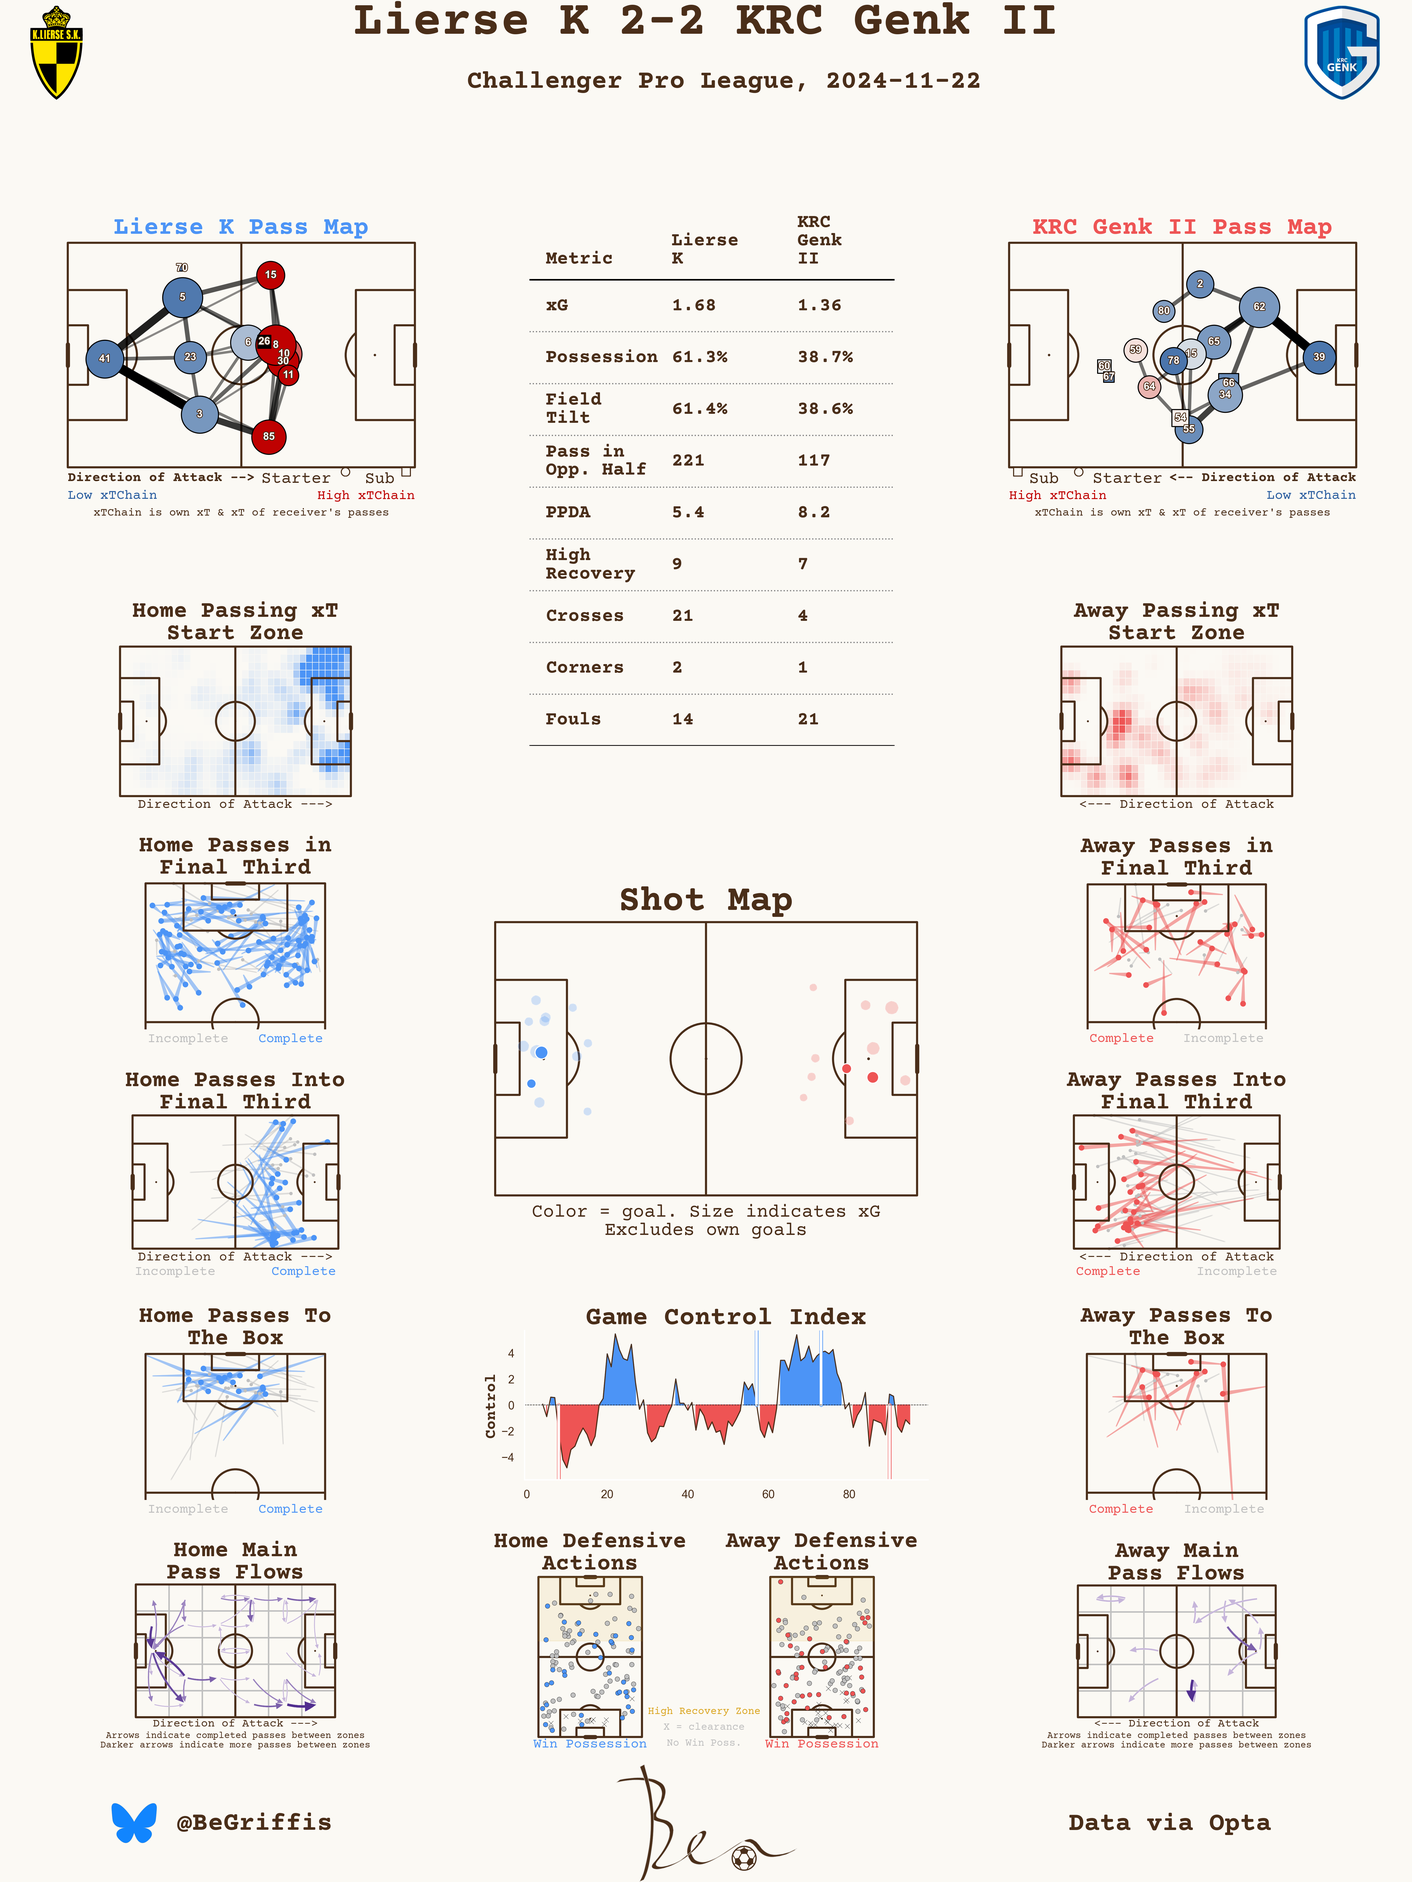 Lierse K 2-2 KRC Genk II
Challenger Pro League, 2024-11-22
K.LIERSE S.K.
KRC
GENK
Lierse K Pass Map
70
15
5
41
23
6
26
8
10
30
11
3
85
Direction of Attack --> Starter Sub
Low xTChain High xTChain
xTChain is own xT & xT of receiver's passes
Metric Lierse K KRC Genk II
xG 1.68 1.36
Possession 61.3% 38.7%
Field Tilt 61.4% 38.6%
Pass in Opp. Half 221 117
PPDA 5.4 8.2
High Recovery 9 7
Crosses 21 4
Corners 2 1
Fouls 14 21
KRC Genk II Pass Map
2
80
62
65
59
15
78
39
60
67
64
66
34
54
55
Sub Starter <-- Direction of Attack
High xTChain Low xTChain
xTChain is own xT & xT of receiver's passes
Home Passing xT
Start Zone
Direction of Attack --->
Away Passing xT
Start Zone
<--- Direction of Attack
Home Passes in
Final Third
Incomplete Complete
Away Passes in
Final Third
Complete Incomplete
Shot Map
Color = goal. Size indicates xG
Excludes own goals
Home Passes Into
Final Third
Direction of Attack --->
Incomplete Complete
Away Passes Into
Final Third
<--- Direction of Attack
Complete Incomplete
Home Passes To
The Box
Incomplete Complete
Game Control Index
Control
4
2
0
−2
−4
0 20 40 60 80
Away Passes To
The Box
Complete Incomplete
Home Main
Pass Flows
Direction of Attack --->
Arrows indicate completed passes between zones
Darker arrows indicate more passes between zones
Home Defensive
Actions
Win Possession
High Recovery Zone
X = clearance
No Win Poss.
Away Defensive
Actions
Win Possession
Away Main
Pass Flows
<--- Direction of Attack
Arrows indicate completed passes between zones
Darker arrows indicate more passes between zones
@BeGriffis
Ben
Data via Opta